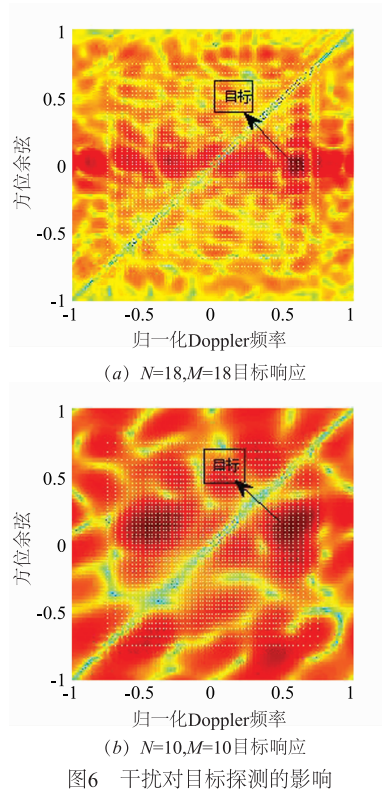 1
0.5
0
-0.5
-1
方位余弦
目标
-1 -0.5 0 0.5 1
归一化Doppler频率
(a) N=18,M=18目标响应
1
0.5
0
-0.5
-1
方位余弦
目标
-1 -0.5 0 0.5 1
归一化Doppler频率
(b) N=10,M=10目标响应
图6 干扰对目标探测的影响